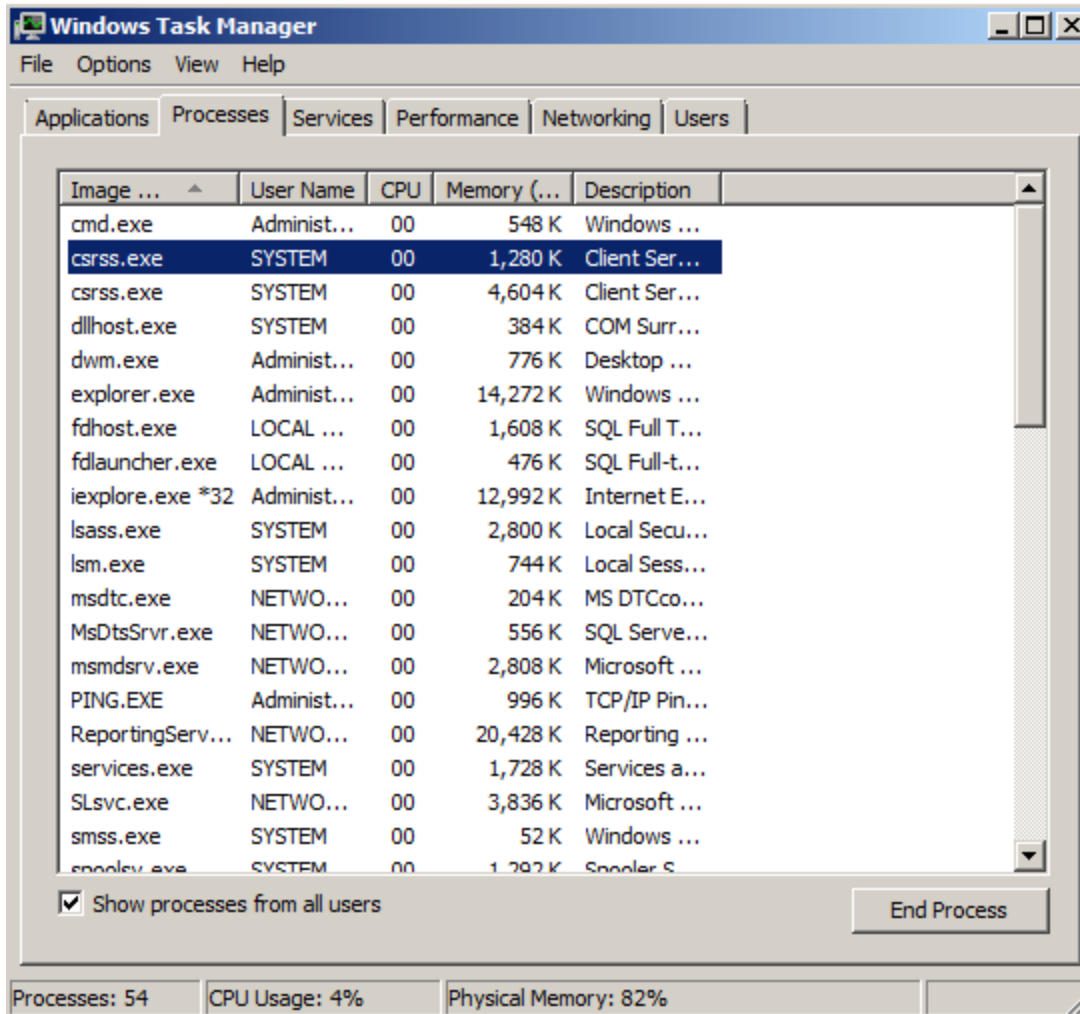 Windows Task Manager
File Options View Help
Applications Processes Services Performance Networking Users
Image ... User Name CPU Memory (... Description
cmd.exe Administ... 00 548 K Windows ...
csrss.exe SYSTEM 00 1,280 K Client Ser...
csrss.exe SYSTEM 00 4,604 K Client Ser...
dllhost.exe SYSTEM 00 384 K COM Surr...
dwm.exe Administ... 00 776 K Desktop ...
explorer.exe Administ... 00 14,272 K Windows ...
fdhost.exe LOCAL ... 00 1,608 K SQL Full T...
fdlauncher.exe LOCAL ... 00 476 K SQL Full-t...
iexplore.exe *32 Administ... 00 12,992 K Internet E...
lsass.exe SYSTEM 00 2,800 K Local Secu...
lsm.exe SYSTEM 00 744 K Local Sess...
msdtc.exe NETWO... 00 204 K MS DTCco...
MsDtsSrvr.exe NETWO... 00 556 K SQL Serve...
msmdsrv.exe NETWO... 00 2,808 K Microsoft ...
PING.EXE Administ... 00 996 K TCP/IP Pin...
ReportingServ... NETWO... 00 20,428 K Reporting ...
services.exe SYSTEM 00 1,728 K Services a...
SLsvc.exe NETWO... 00 3,836 K Microsoft ...
smss.exe SYSTEM 00 52 K Windows ...
spoolsv.exe SYSTEM 00 1,292 K Spooler S...
Show processes from all users
End Process
Processes: 54 CPU Usage: 4% Physical Memory: 82%